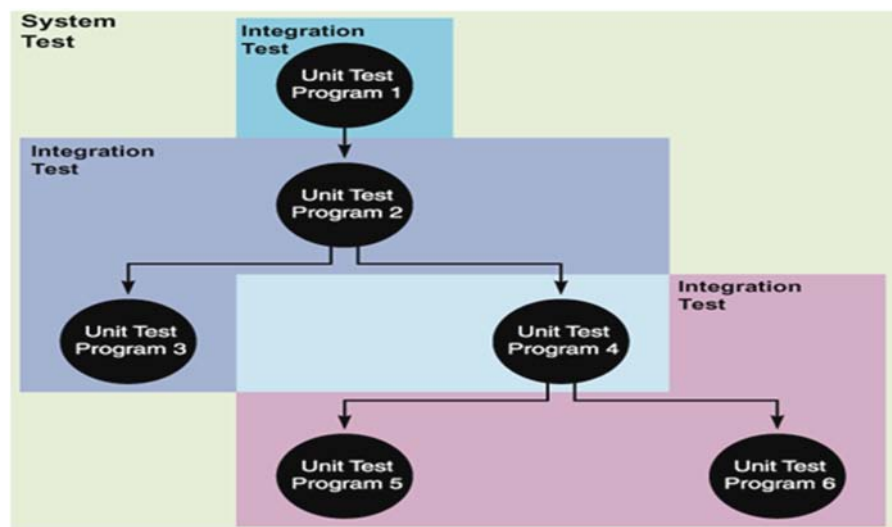 System
Test
Integration
Test
Unit Test
Program 1
Integration
Test
Unit Test
Program 2
Integration
Test
Unit Test
Program 3
Unit Test
Program 4
Unit Test
Program 5
Unit Test
Program 6